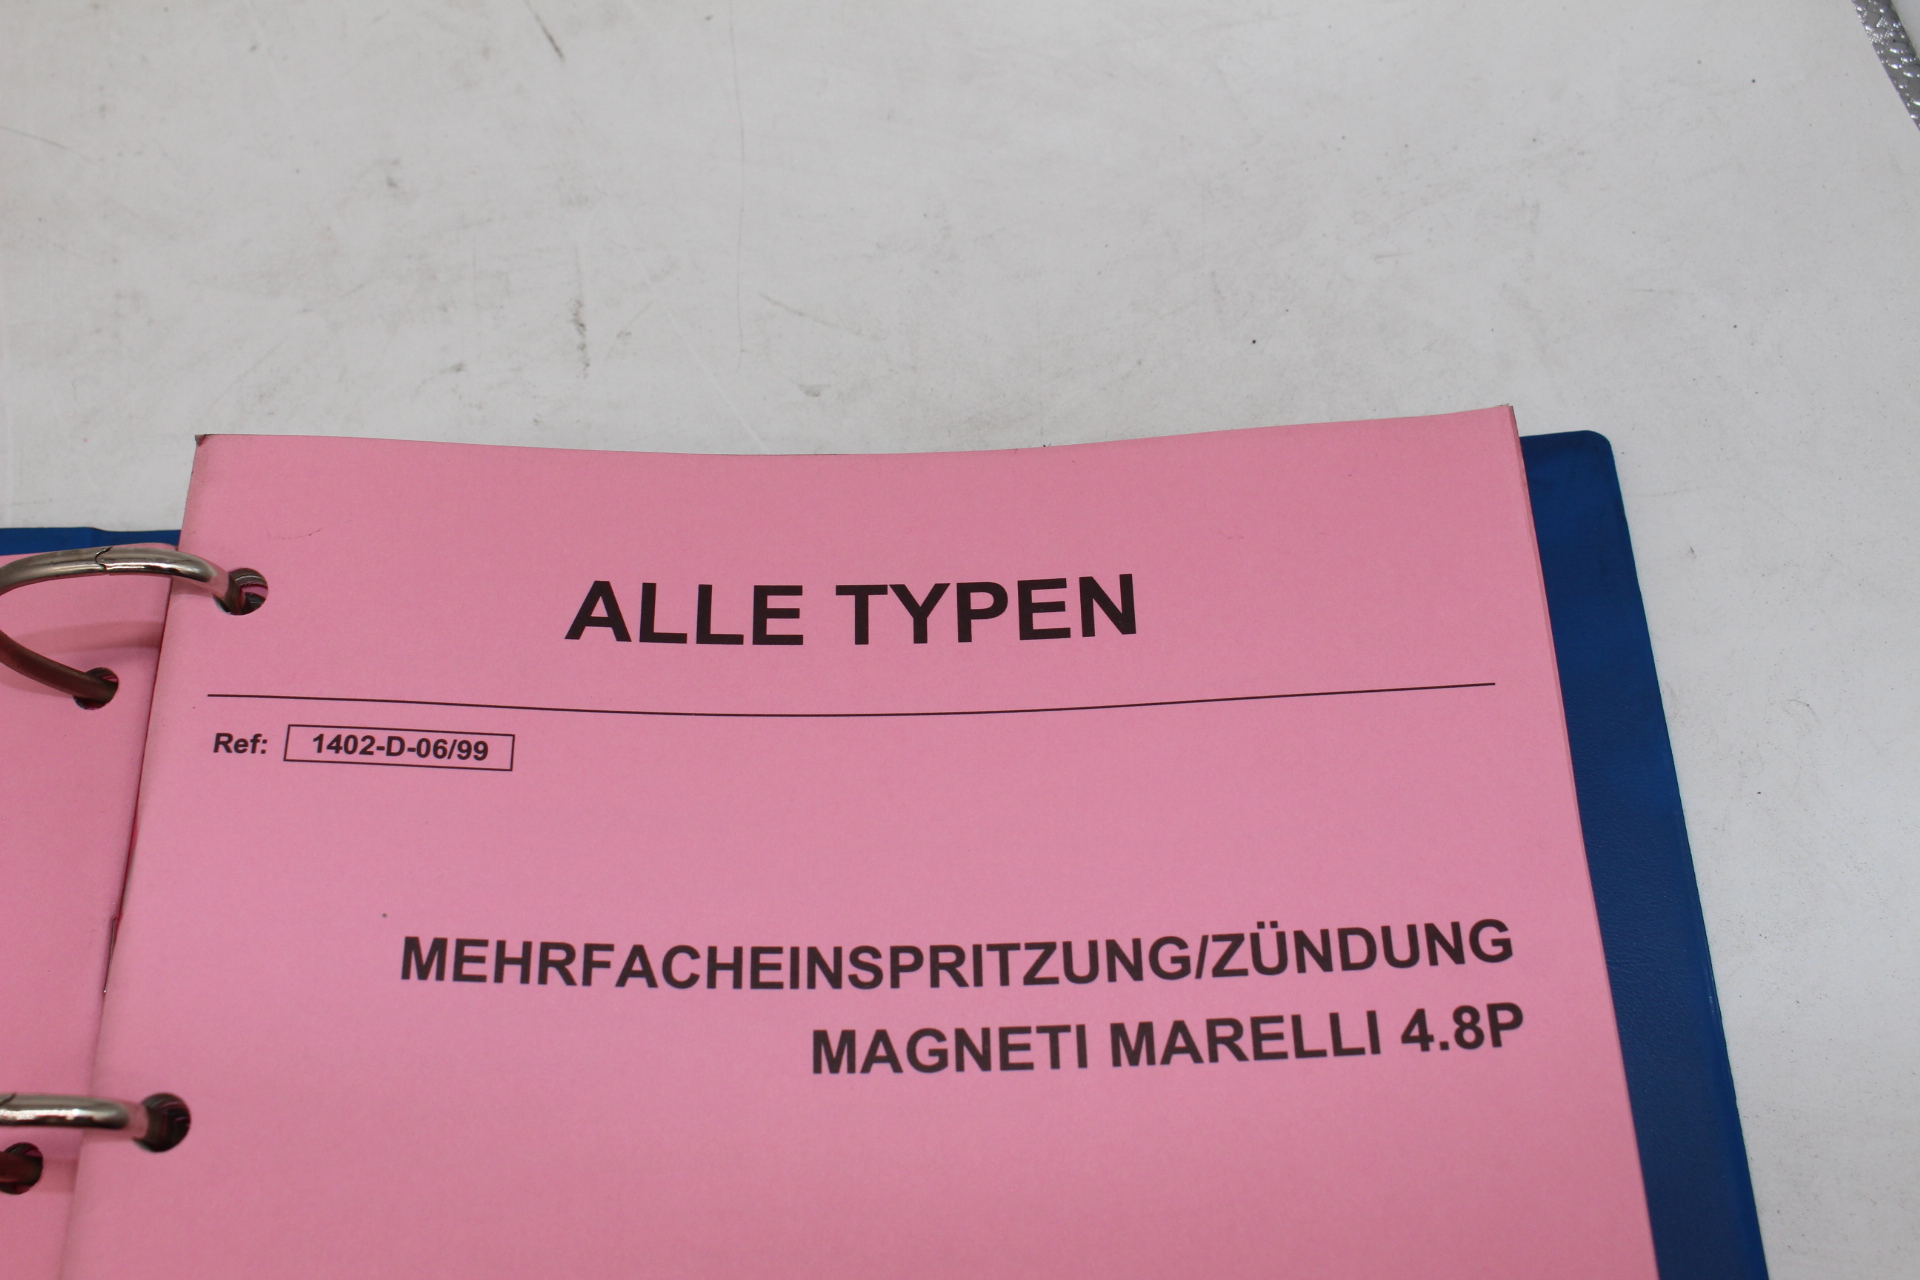 ALLE TYPEN
Ref: 1402-D-06/99
MEHRFACHEINSPRITZUNG/ZÜNDUNG
MAGNETI MARELLI 4.8P